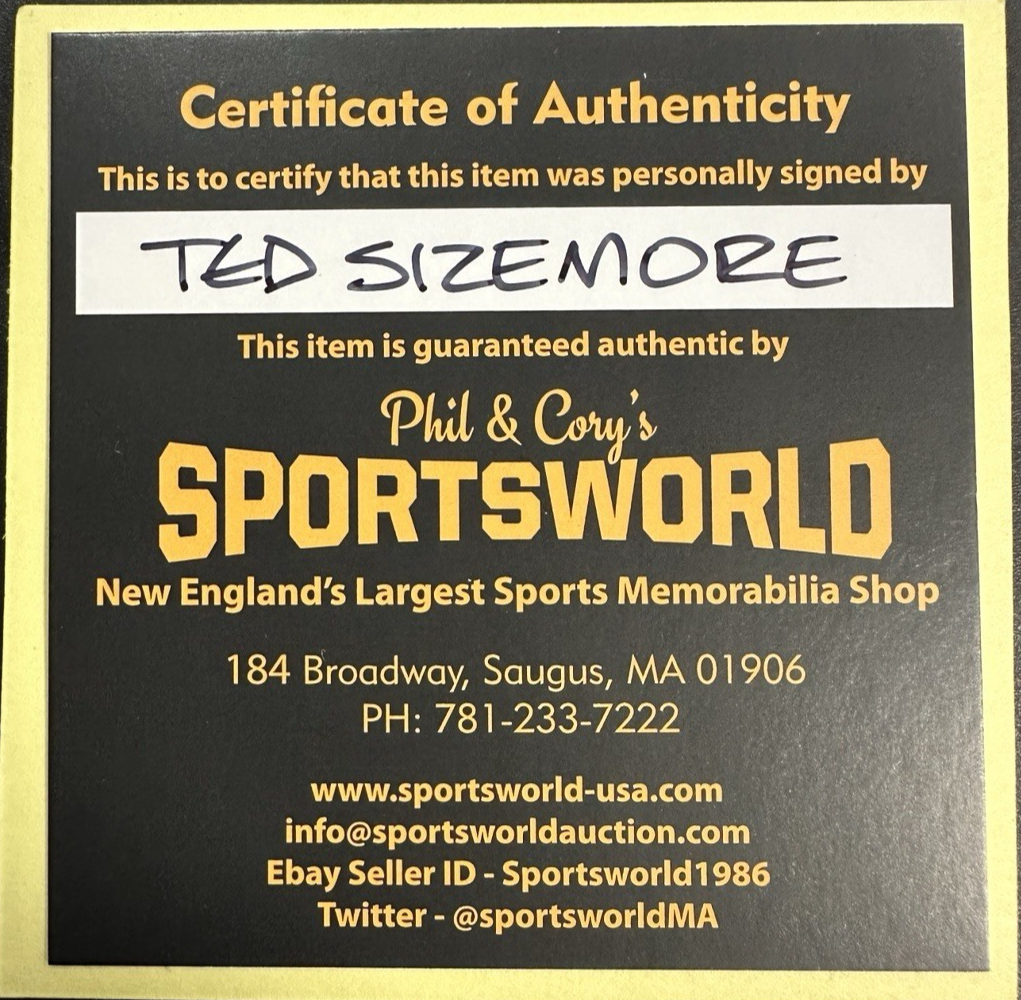 Certificate of Authenticity
This is to certify that this item was personally signed by
TED SIZEMORE
This item is guaranteed authentic by
Phil & Cory's
SPORTSWORLD
New England's Largest Sports Memorabilia Shop
184 Broadway, Saugus, MA 01906
PH: 781-233-7222
www.sportsworld-usa.com
info@sportsworldauction.com
Ebay Seller ID - Sportsworld1986
Twitter - @sportsworldMA